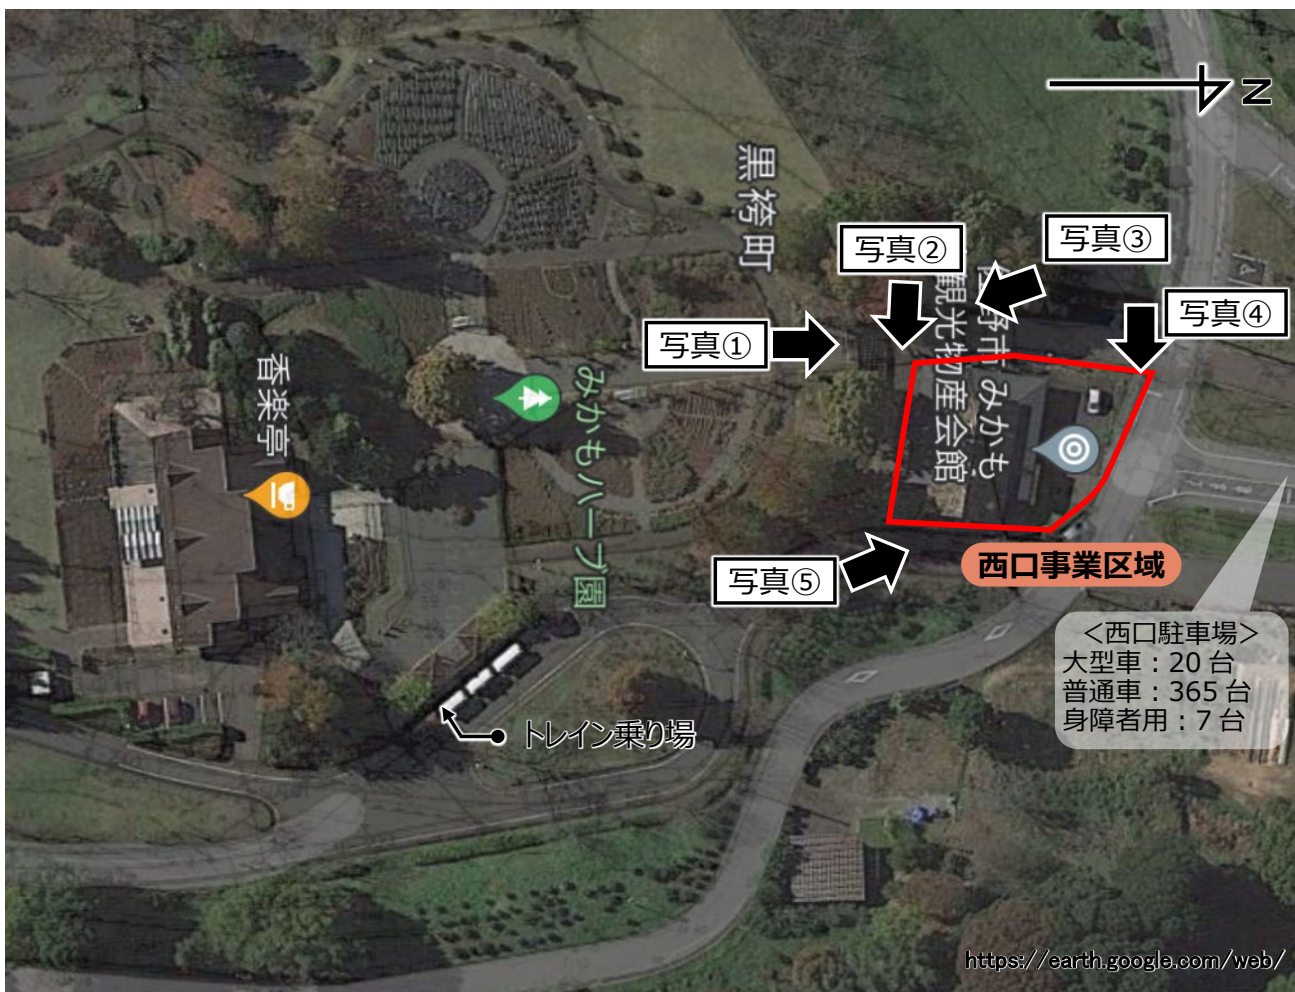 N
黒袴町
写真②
写真③
写真④
写真①
佐野市 みかも
観光物産会館
香楽亭
みかもハーブ園
西口事業区域
写真⑤
<西口駐車場>
大型車：20 台
普通車：365 台
身障者用：7 台
トレイン乗り場
https://earth.google.com/web/